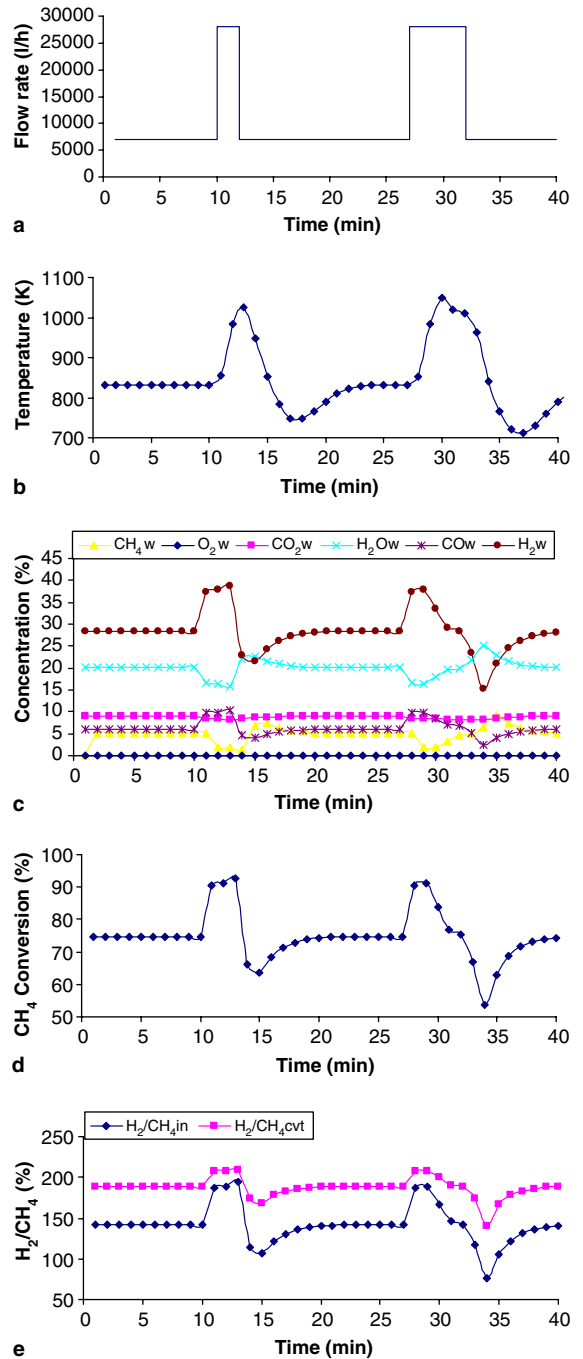 Flow rate (l/h)
30000
25000
20000
15000
10000
5000
0
0 5 10 15 20 25 30 35 40
Time (min)
a
Temperature (K)
1100
1000
900
800
700
0 5 10 15 20 25 30 35 40
Time (min)
b
CH₄w O₂w CO₂w H₂Ow COw H₂w
Concentration (%)
45
40
35
30
25
20
15
10
5
0
0 5 10 15 20 25 30 35 40
Time (min)
c
CH₄ Conversion (%)
100
90
80
70
60
50
0 5 10 15 20 25 30 35 40
Time (min)
d
H₂/CH₄in H₂/CH₄cvt
H₂/CH₄ (%)
250
200
150
100
50
0 5 10 15 20 25 30 35 40
Time (min)
e